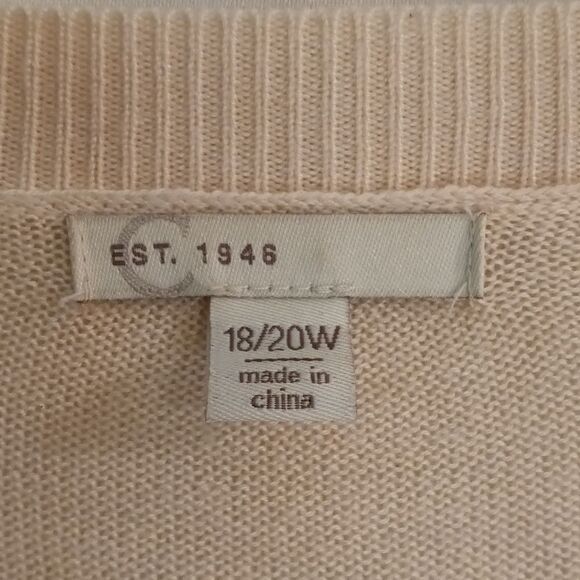 C
EST. 1946
18/20W
made in
china